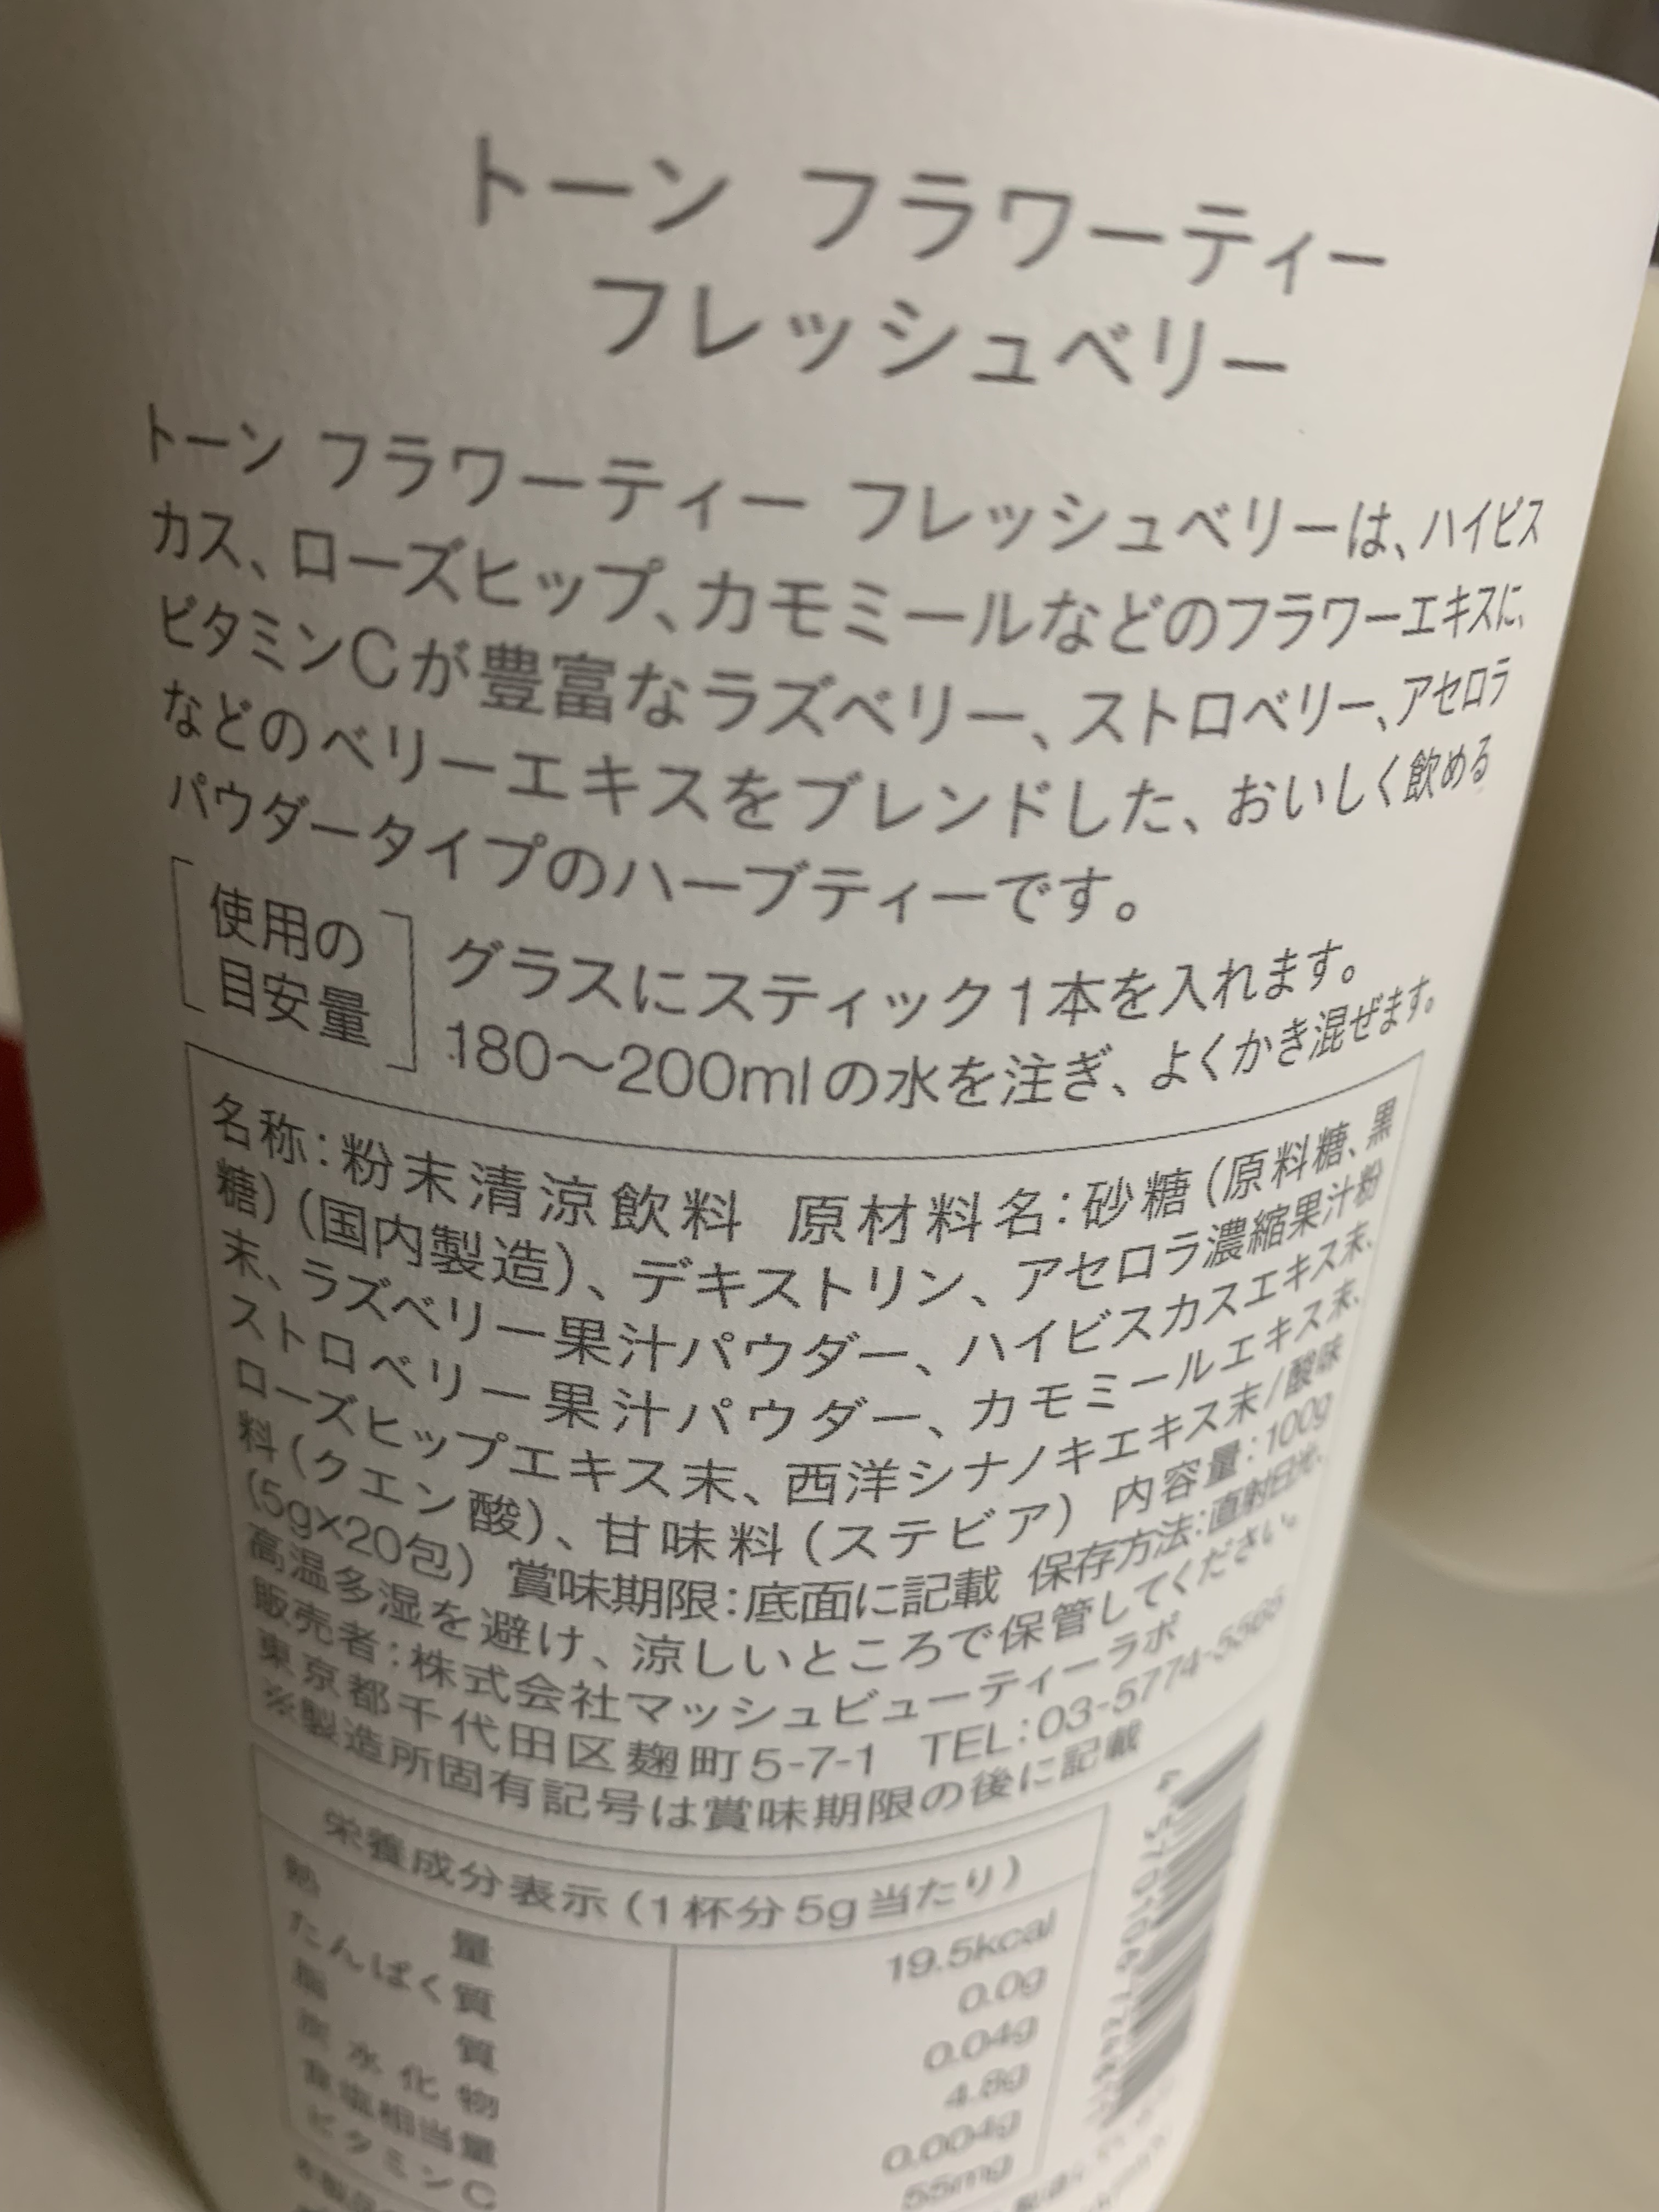 トーン フラワーティー
フレッシュベリー
トーン フラワーティー フレッシュベリーは、ハイビス
カス、ローズヒップ、カモミールなどのフラワーエキスに、
ビタミンCが豊富なラズベリー、ストロベリー、アセロラ
などのベリーエキスをブレンドした、おいしく飲める
パウダータイプのハーブティーです。
使用の
目安量
グラスにスティック1本を入れます。
180〜200mlの水を注ぎ、よくかき混ぜます。
名称：粉末清涼飲料 原材料名：砂糖（原料糖、黒
糖）（国内製造）、デキストリン、アセロラ濃縮果汁粉
末、ラズベリー果汁パウダー、ハイビスカスエキス末、
ストロベリー果汁パウダー、カモミールエキス末、
ローズヒップエキス末、西洋シナノキエキス末/酸味
料（クエン酸）、甘味料（ステビア） 内容量：100g
（5g×20包） 賞味期限：底面に記載 保存方法：直射日光、
高温多湿を避け、涼しいところで保管してください。
販売者：株式会社マッシュビューティーラボ
東京都千代田区麹町5-7-1 TEL：03-5774-5565
※製造所固有記号は賞味期限の後に記載
栄養成分表示（1杯分5g当たり）
熱量 19.5kcal
たんぱく質 0.0g
脂質 0.04g
炭水化物 4.8g
食塩相当量 0.004g
ビタミンC 55mg